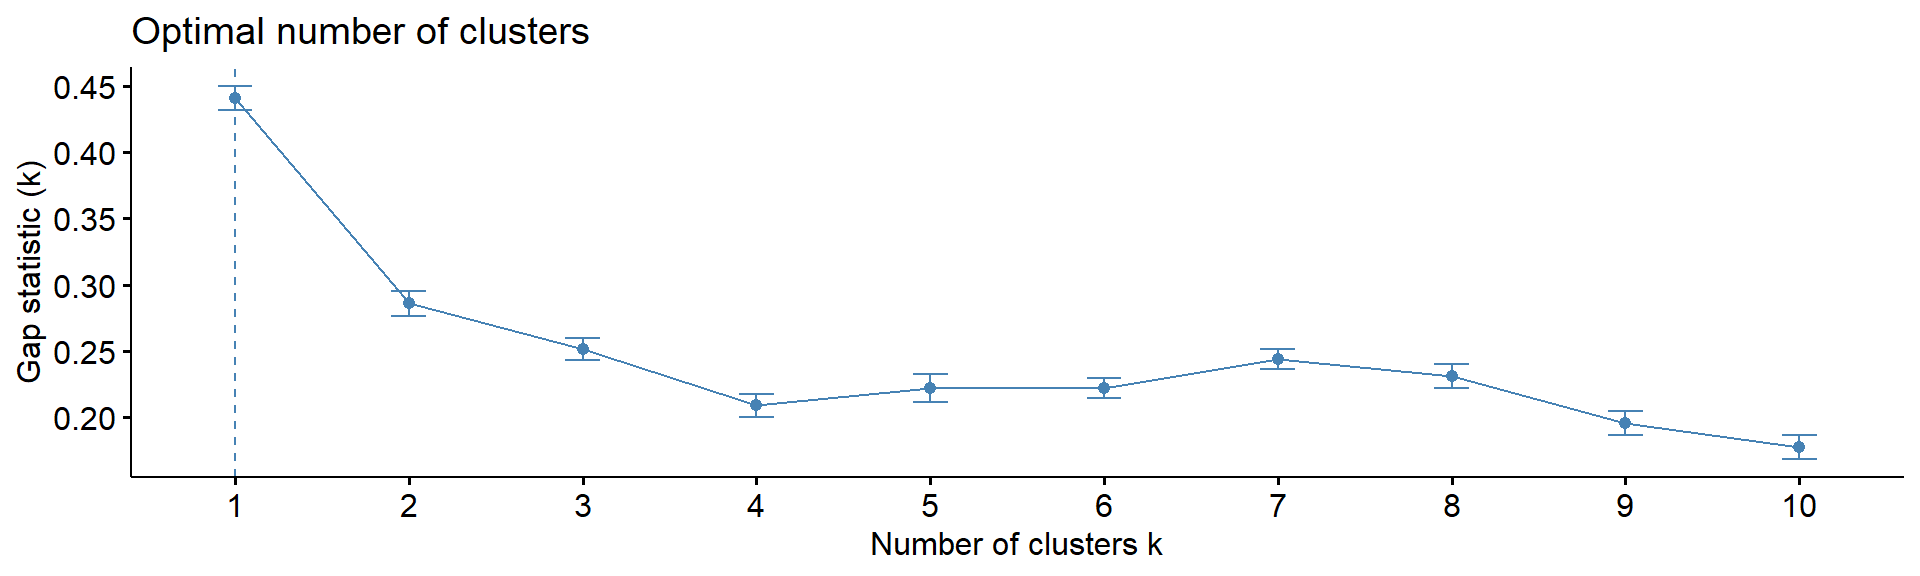 Optimal number of clusters
Gap statistic (k)
0.45
0.40
0.35
0.30
0.25
0.20
1 2 3 4 5 6 7 8 9 10
Number of clusters k